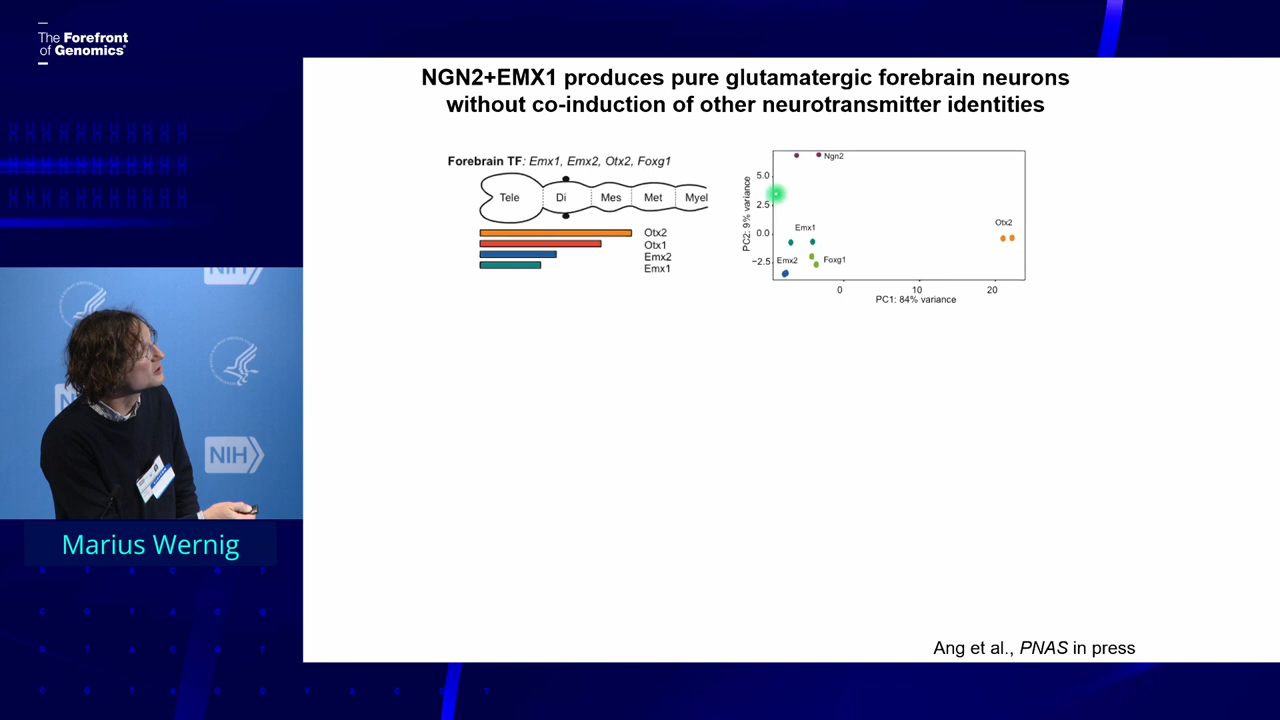 The Forefront
of Genomics®
NGN2+EMX1 produces pure glutamatergic forebrain neurons
without co-induction of other neurotransmitter identities
Forebrain TF: Emx1, Emx2, Otx2, Foxg1
Tele
Di
Mes
Met
Myel
Otx2
Otx1
Emx2
Emx1
PC2: 9% variance
5.0
2.5
0.0
−2.5
Ngn2
Emx1
Otx2
Emx2
Foxg1
0
10
20
PC1: 84% variance
NIH
NIH
Marius Wernig
Ang et al., PNAS in press